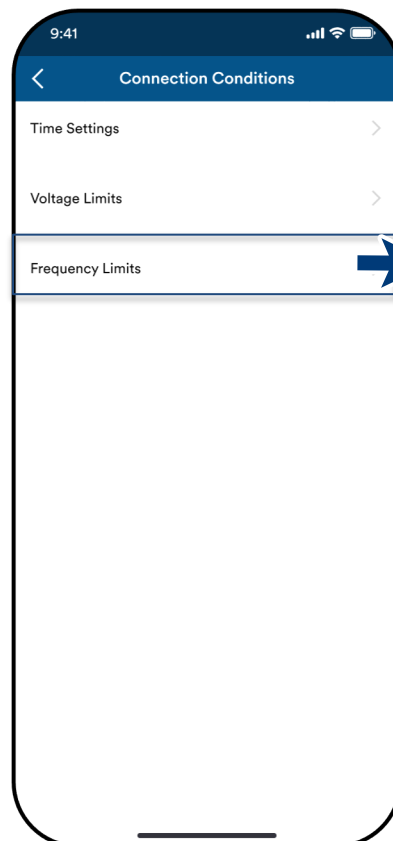 9:41
Connection Conditions
Time Settings
Voltage Limits
Frequency Limits